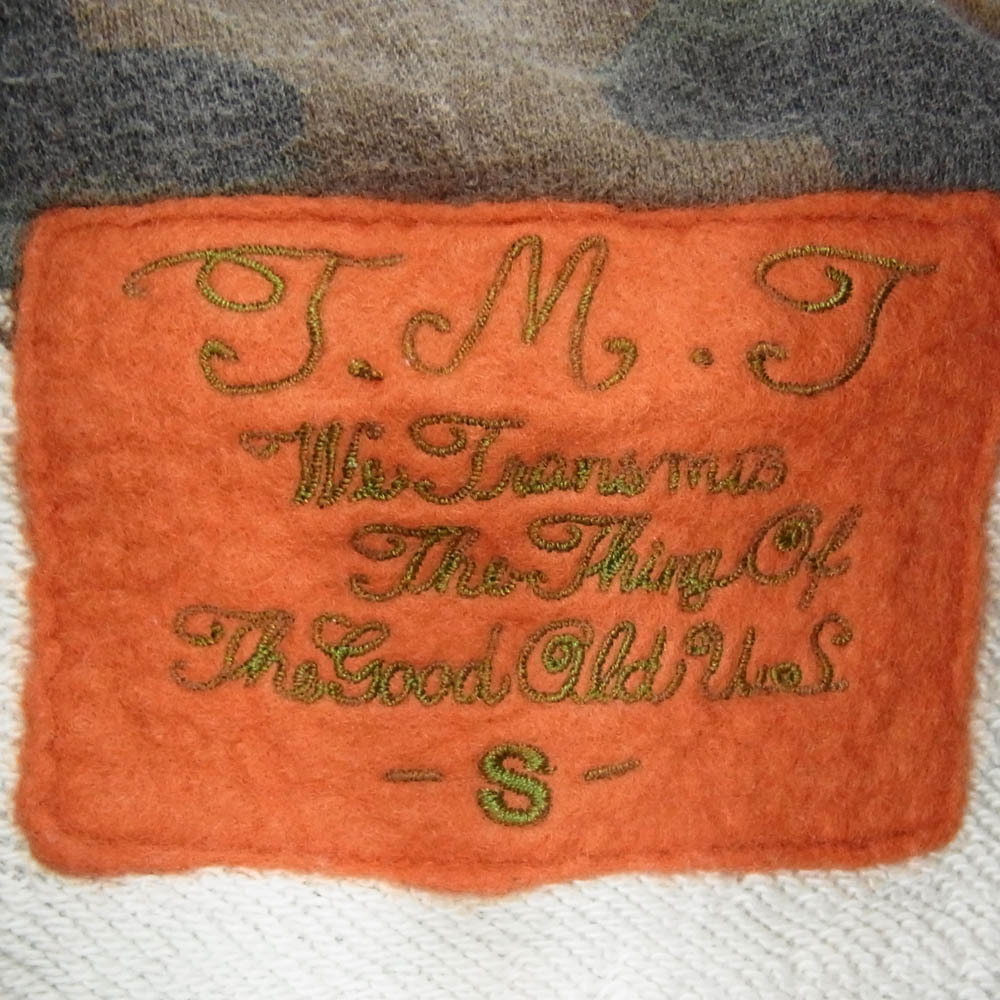 T.M.T
We Transmit
The Thing Of
The Good Old U.S.
- S -